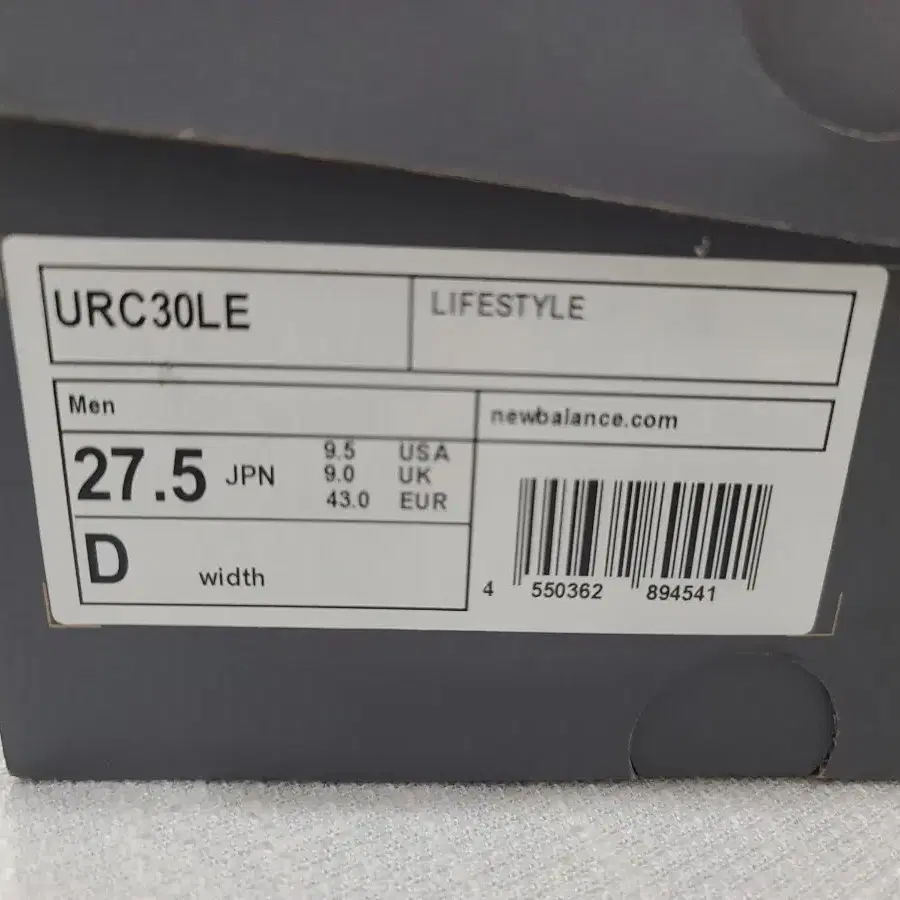 URC30LE
LIFESTYLE
Men
newbalance.com
27.5 JPN
9.5 USA
9.0 UK
43.0 EUR
D width
4 550362 894541